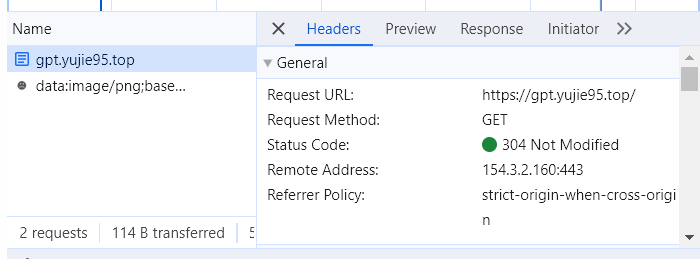 Name
gpt.yujie95.top
data:image/png;base...
2 requests
114 B transferred
5
Headers
Preview
Response
Initiator
General
Request URL: https://gpt.yujie95.top/
Request Method: GET
Status Code: 304 Not Modified
Remote Address: 154.3.2.160:443
Referrer Policy: strict-origin-when-cross-origi
n